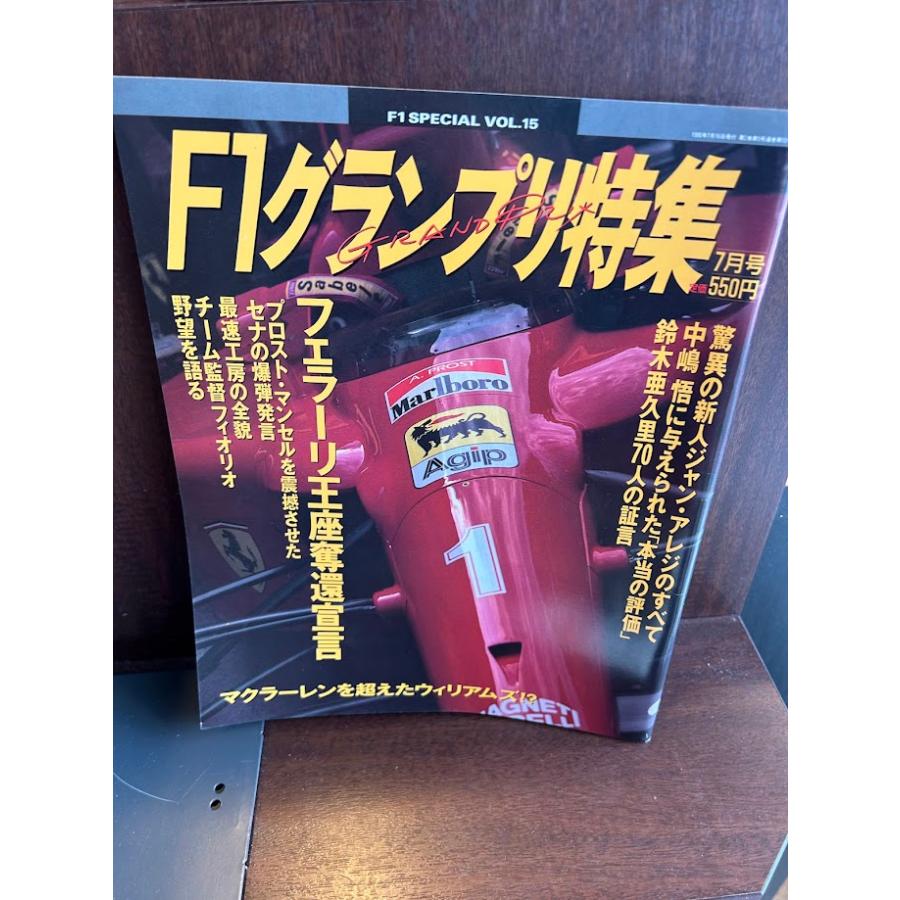 F1 SPECIAL VOL.15
F1グランプリ特集
GRAND PRIX
7月号
定価550円
驚異の新人ジャン・アレジのすべて
中嶋 悟に与えられた「本当の評価」
鈴木亜久里70人の証言
フェラーリ王座奪還宣言
プロスト・マンセルを震撼させた
セナの爆弾発言
最速工房の全貌
チーム監督フィオリオ
野望を語る
Sabel
A. PROST
Marlboro
Agip
1
マクラーレンを超えたウィリアムズ!?